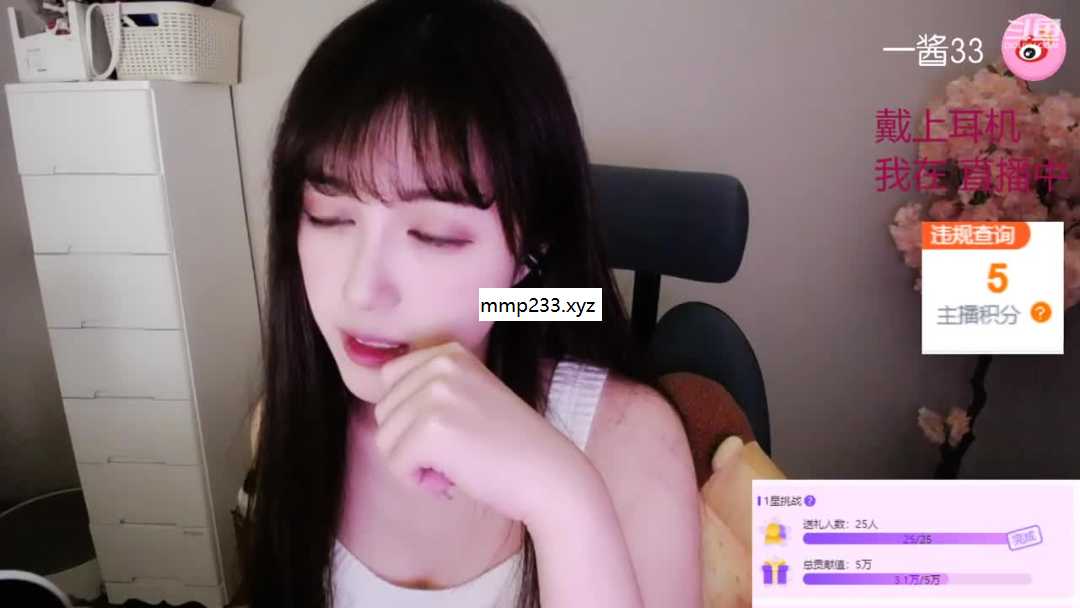 一酱33
斗鱼
戴上耳机
我在 直播中
mmp233.xyz
违规查询
5
主播积分 ?
1星挑战 ?
送礼人数：25人
25/25
完成
总贡献值：5万
3.1万/5万